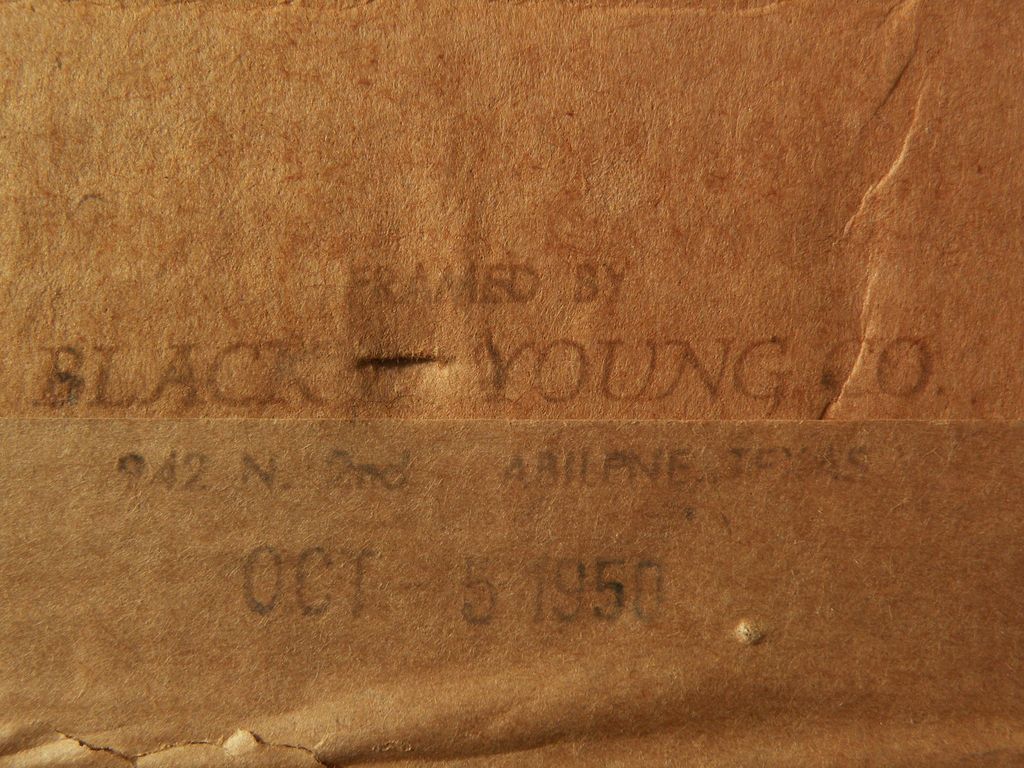 FRAMED BY
BLACK - YOUNG CO.
942 N. 2nd ABILENE, TEXAS
OCT - 5 1950